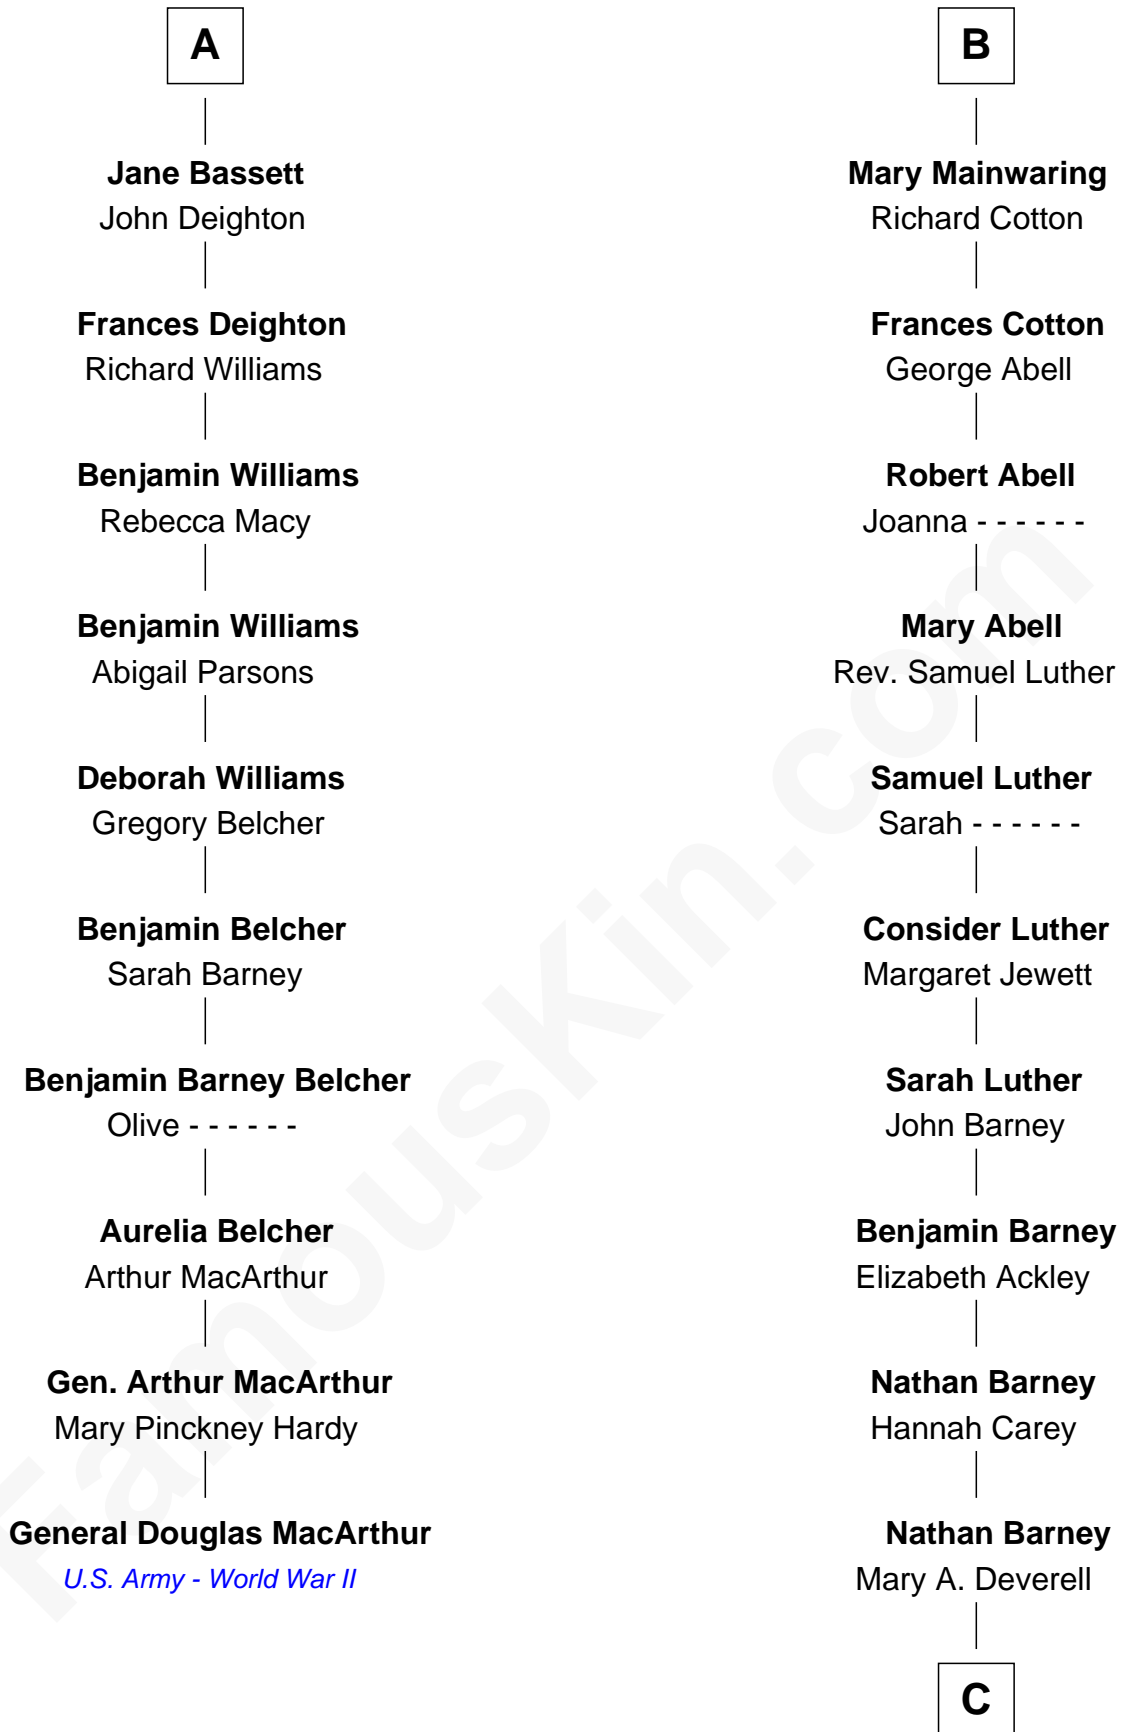 A
Jane Bassett
John Deighton
Frances Deighton
Richard Williams
Benjamin Williams
Rebecca Macy
Benjamin Williams
Abigail Parsons
Deborah Williams
Gregory Belcher
Benjamin Belcher
Sarah Barney
Benjamin Barney Belcher
Olive - - - - - -
Aurelia Belcher
Arthur MacArthur
Gen. Arthur MacArthur
Mary Pinckney Hardy
General Douglas MacArthur
U.S. Army - World War II
B
Mary Mainwaring
Richard Cotton
Frances Cotton
George Abell
Robert Abell
Joanna - - - - - -
Mary Abell
Rev. Samuel Luther
Samuel Luther
Sarah - - - - - -
Consider Luther
Margaret Jewett
Sarah Luther
John Barney
Benjamin Barney
Elizabeth Ackley
Nathan Barney
Hannah Carey
Nathan Barney
Mary A. Deverell
C
FamousKin.com